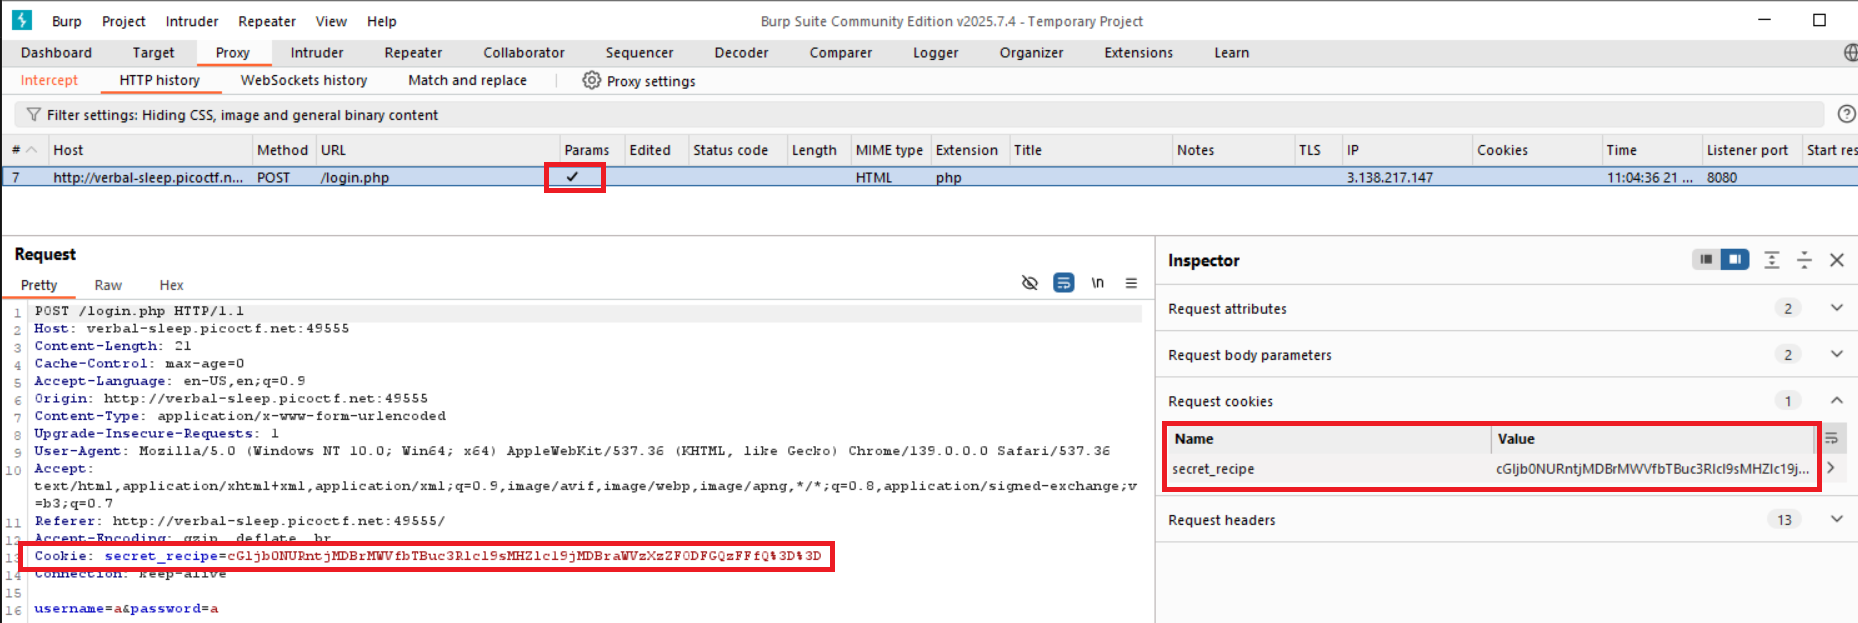 Burp Project Intruder Repeater View Help Burp Suite Community Edition v2025.7.4 - Temporary Project
Dashboard Target Proxy Intruder Repeater Collaborator Sequencer Decoder Comparer Logger Organizer Extensions Learn
Intercept HTTP history WebSockets history Match and replace Proxy settings
Filter settings: Hiding CSS, image and general binary content
# Host Method URL Params Edited Status code Length MIME type Extension Title Notes TLS IP Cookies Time Listener port Start res
7 http://verbal-sleep.picoctf.n... POST /login.php ✓ HTML php 3.138.217.147 11:04:36 21 ... 8080
Request
Pretty Raw Hex \n
1 POST /login.php HTTP/1.1
2 Host: verbal-sleep.picoctf.net:49555
3 Content-Length: 21
4 Cache-Control: max-age=0
5 Accept-Language: en-US,en;q=0.9
6 Origin: http://verbal-sleep.picoctf.net:49555
7 Content-Type: application/x-www-form-urlencoded
8 Upgrade-Insecure-Requests: 1
9 User-Agent: Mozilla/5.0 (Windows NT 10.0; Win64; x64) AppleWebKit/537.36 (KHTML, like Gecko) Chrome/139.0.0.0 Safari/537.36
10 Accept:
text/html,application/xhtml+xml,application/xml;q=0.9,image/avif,image/webp,image/apng,*/*;q=0.8,application/signed-exchange;v
=b3;q=0.7
11 Referer: http://verbal-sleep.picoctf.net:49555/
12 Accept-Encoding: gzip, deflate, br
13 Cookie: secret_recipe=cGljb0NURntjMDBrMWVfbTBuc3Rlcl9sMHZlc19jMDBraWVzXzZFODFGQzFFfQ%3D%3D
14 Connection: keep-alive
15
16 username=a&password=a
Inspector
Request attributes 2
Request body parameters 2
Request cookies 1
Name Value
secret_recipe cGljb0NURntjMDBrMWVfbTBuc3Rlcl9sMHZlc19j...
Request headers 13